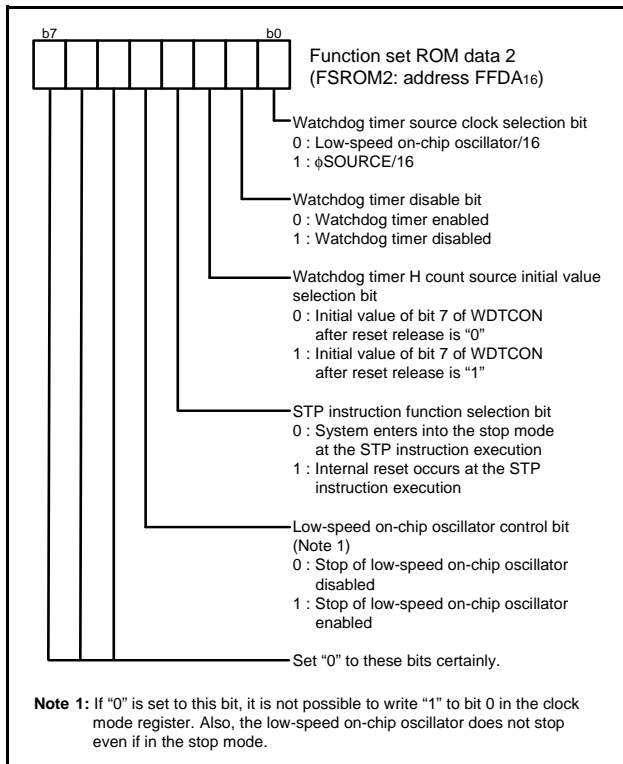 b7 b0
Function set ROM data 2
(FSROM2: address FFDA16)
Watchdog timer source clock selection bit
0 : Low-speed on-chip oscillator/16
1 : ϕSOURCE/16
Watchdog timer disable bit
0 : Watchdog timer enabled
1 : Watchdog timer disabled
Watchdog timer H count source initial value
selection bit
0 : Initial value of bit 7 of WDTCON
after reset release is “0”
1 : Initial value of bit 7 of WDTCON
after reset release is “1”
STP instruction function selection bit
0 : System enters into the stop mode
at the STP instruction execution
1 : Internal reset occurs at the STP
instruction execution
Low-speed on-chip oscillator control bit
(Note 1)
0 : Stop of low-speed on-chip oscillator
disabled
1 : Stop of low-speed on-chip oscillator
enabled
Set “0” to these bits certainly.
Note 1: If “0” is set to this bit, it is not possible to write “1” to bit 0 in the clock
mode register. Also, the low-speed on-chip oscillator does not stop
even if in the stop mode.